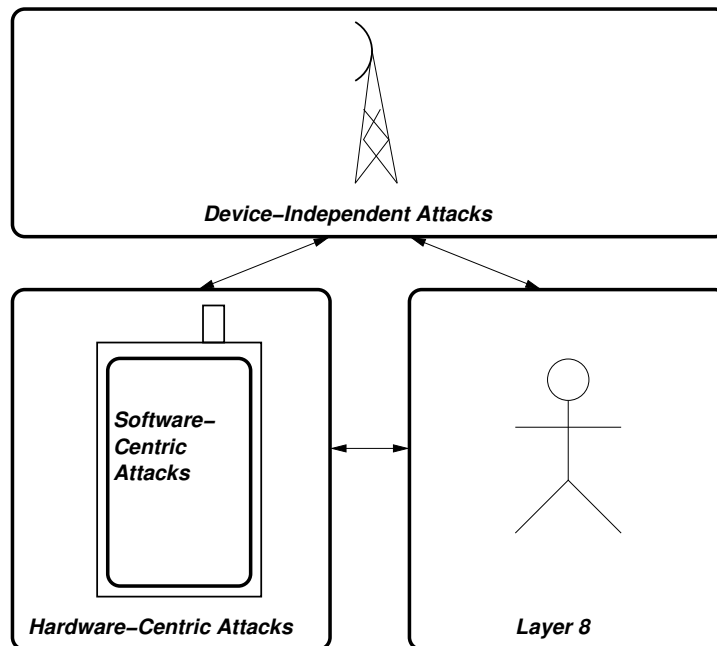 Device–Independent Attacks
Software–
Centric
Attacks
Hardware–Centric Attacks
Layer 8